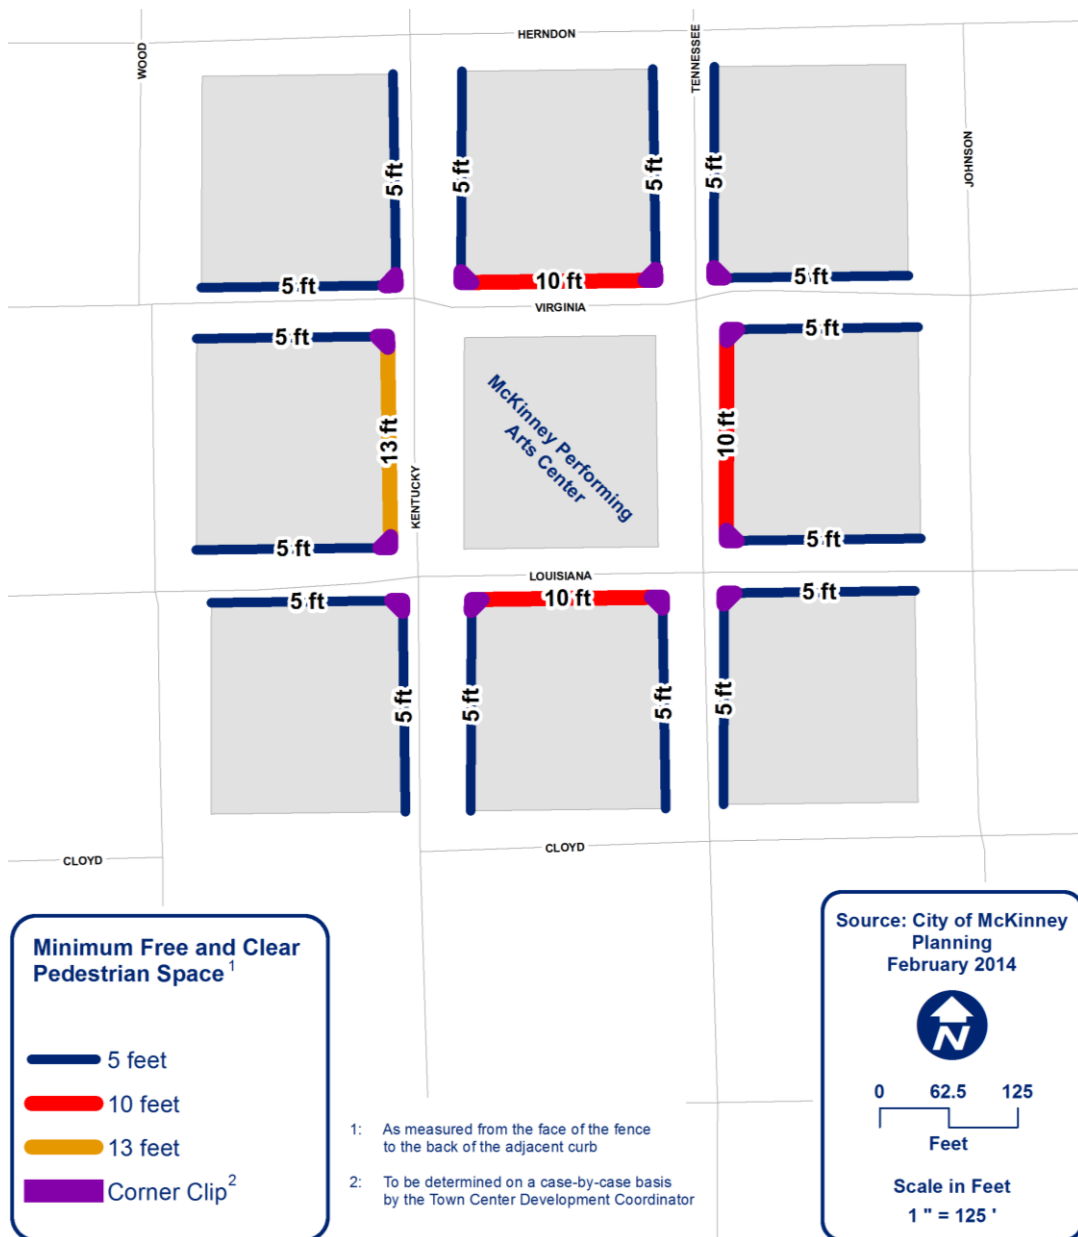 HERNDON
WOOD
TENNESSEE
JOHNSON
5 ft
5 ft
5 ft
5 ft
5 ft
10 ft
5 ft
VIRGINIA
5 ft
5 ft
13 ft
KENTUCKY
McKinney Performing
Arts Center
10 ft
5 ft
5 ft
LOUISIANA
5 ft
10 ft
5 ft
5 ft
5 ft
5 ft
5 ft
CLOYD
CLOYD
Minimum Free and Clear
Pedestrian Space 1
5 feet
10 feet
13 feet
Corner Clip2
1: As measured from the face of the fence
to the back of the adjacent curb
2: To be determined on a case-by-case basis
by the Town Center Development Coordinator
Source: City of McKinney
Planning
February 2014
N
0 62.5 125
Feet
Scale in Feet
1 " = 125 '